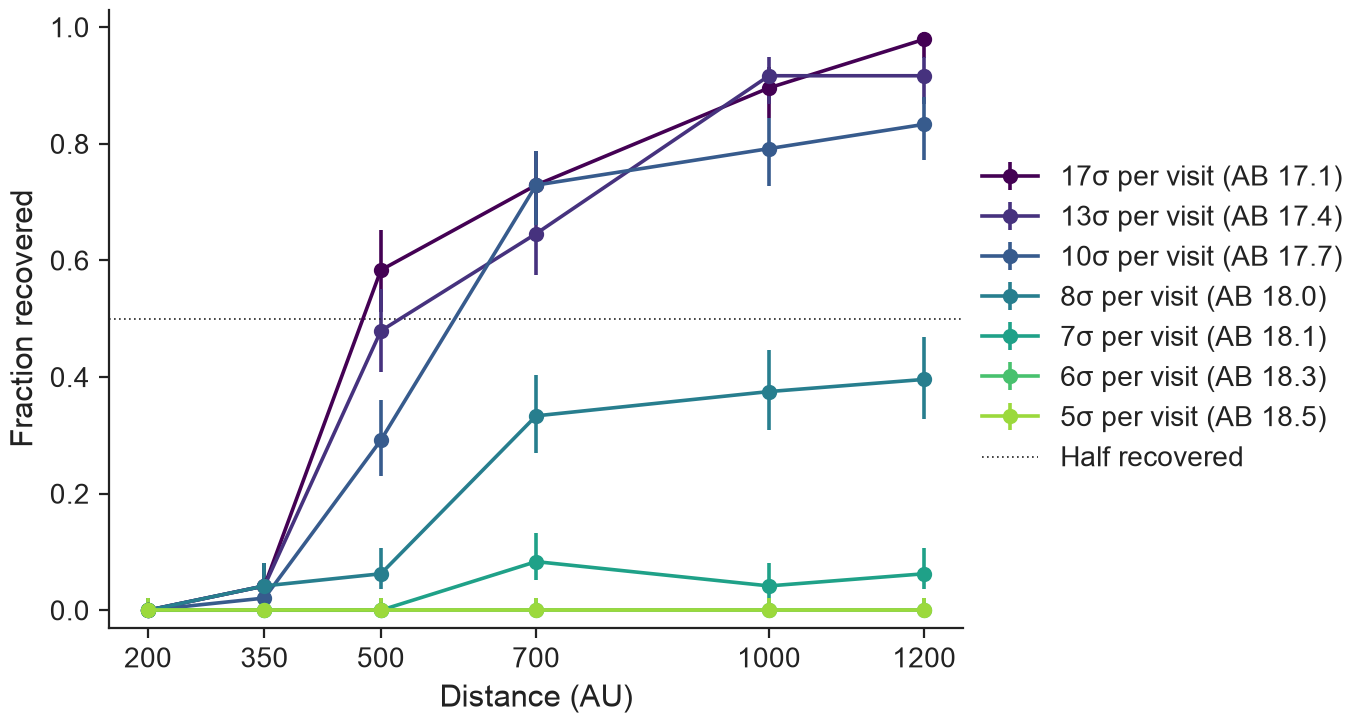 1.0
0.8
0.6
0.4
0.2
0.0
Fraction recovered
200 350 500 700 1000 1200
Distance (AU)
17σ per visit (AB 17.1)
13σ per visit (AB 17.4)
10σ per visit (AB 17.7)
8σ per visit (AB 18.0)
7σ per visit (AB 18.1)
6σ per visit (AB 18.3)
5σ per visit (AB 18.5)
Half recovered